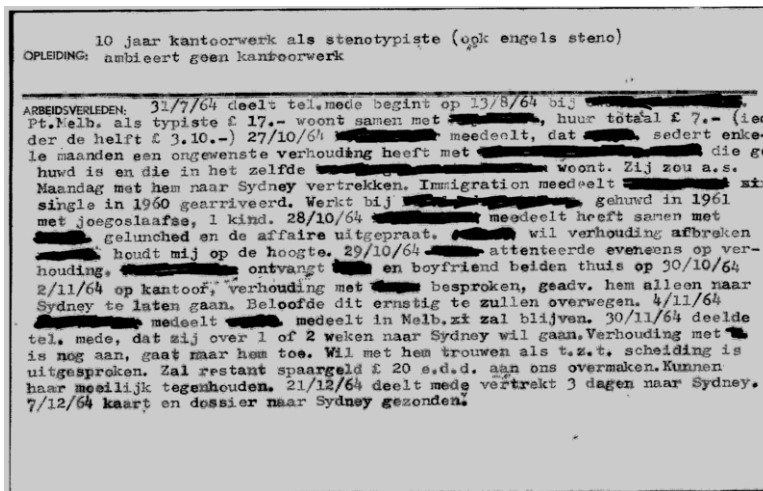 10 jaar kantoorwerk als stenotypiste (ook engels steno)
OPLEIDING: ambieert geen kantoorwerk
ARBEIDSVERLEDEN: 31/7/64 deelt tel.mede begint op 13/8/64 bij
Pt.Melb. als typiste £ 17.- woont samen met , huur totaal £ 7.- (iec
der de helft £ 3.10.-) 27/10/64 meedeelt, dat , sedert enke-
le maanden een ongewenste verhouding heeft met die ge
huwd is en die in het zelfde woont. Zij zou a.s.
Maandag met hem naar Sydney vertrekken. Immigration meedeelt
single in 1960 gearriveerd. Werkt bij gehuwd in 1961
met joegoslaafse, 1 kind. 28/10/64 meedeelt heeft samen met
geluncht en de affaire uitgepraat. wil verhouding afbreken
houdt mij op de hoogte. 29/10/64 attenteerde eveneens op ver-
houding. ontvangt en boyfriend beiden thuis op 30/10/64
2/11/64 op kantoor, verhouding met besproken, geadv. hem alleen naar
Sydney te laten gaan. Beloofde dit ernstig te zullen overwegen. 4/11/64
medeelt , medeelt in Melb. zal blijven. 30/11/64 deelde
tel. mede, dat zij over 1 of 2 weken naar Sydney wil gaan.Verhouding met
is nog aan, gaat naar hem toe. Wil met hem trouwen als t.z.t. scheiding is
uitgesproken. Zal restant spaargeld £ 20 e.d.d. aan ons overmaken.Kunnen
haar moeilijk tegenhouden. 21/12/64 deelt mede vertrekt 3 dagen naar Sydney.
7/12/64 kaart en dossier naar Sydney gezonden.